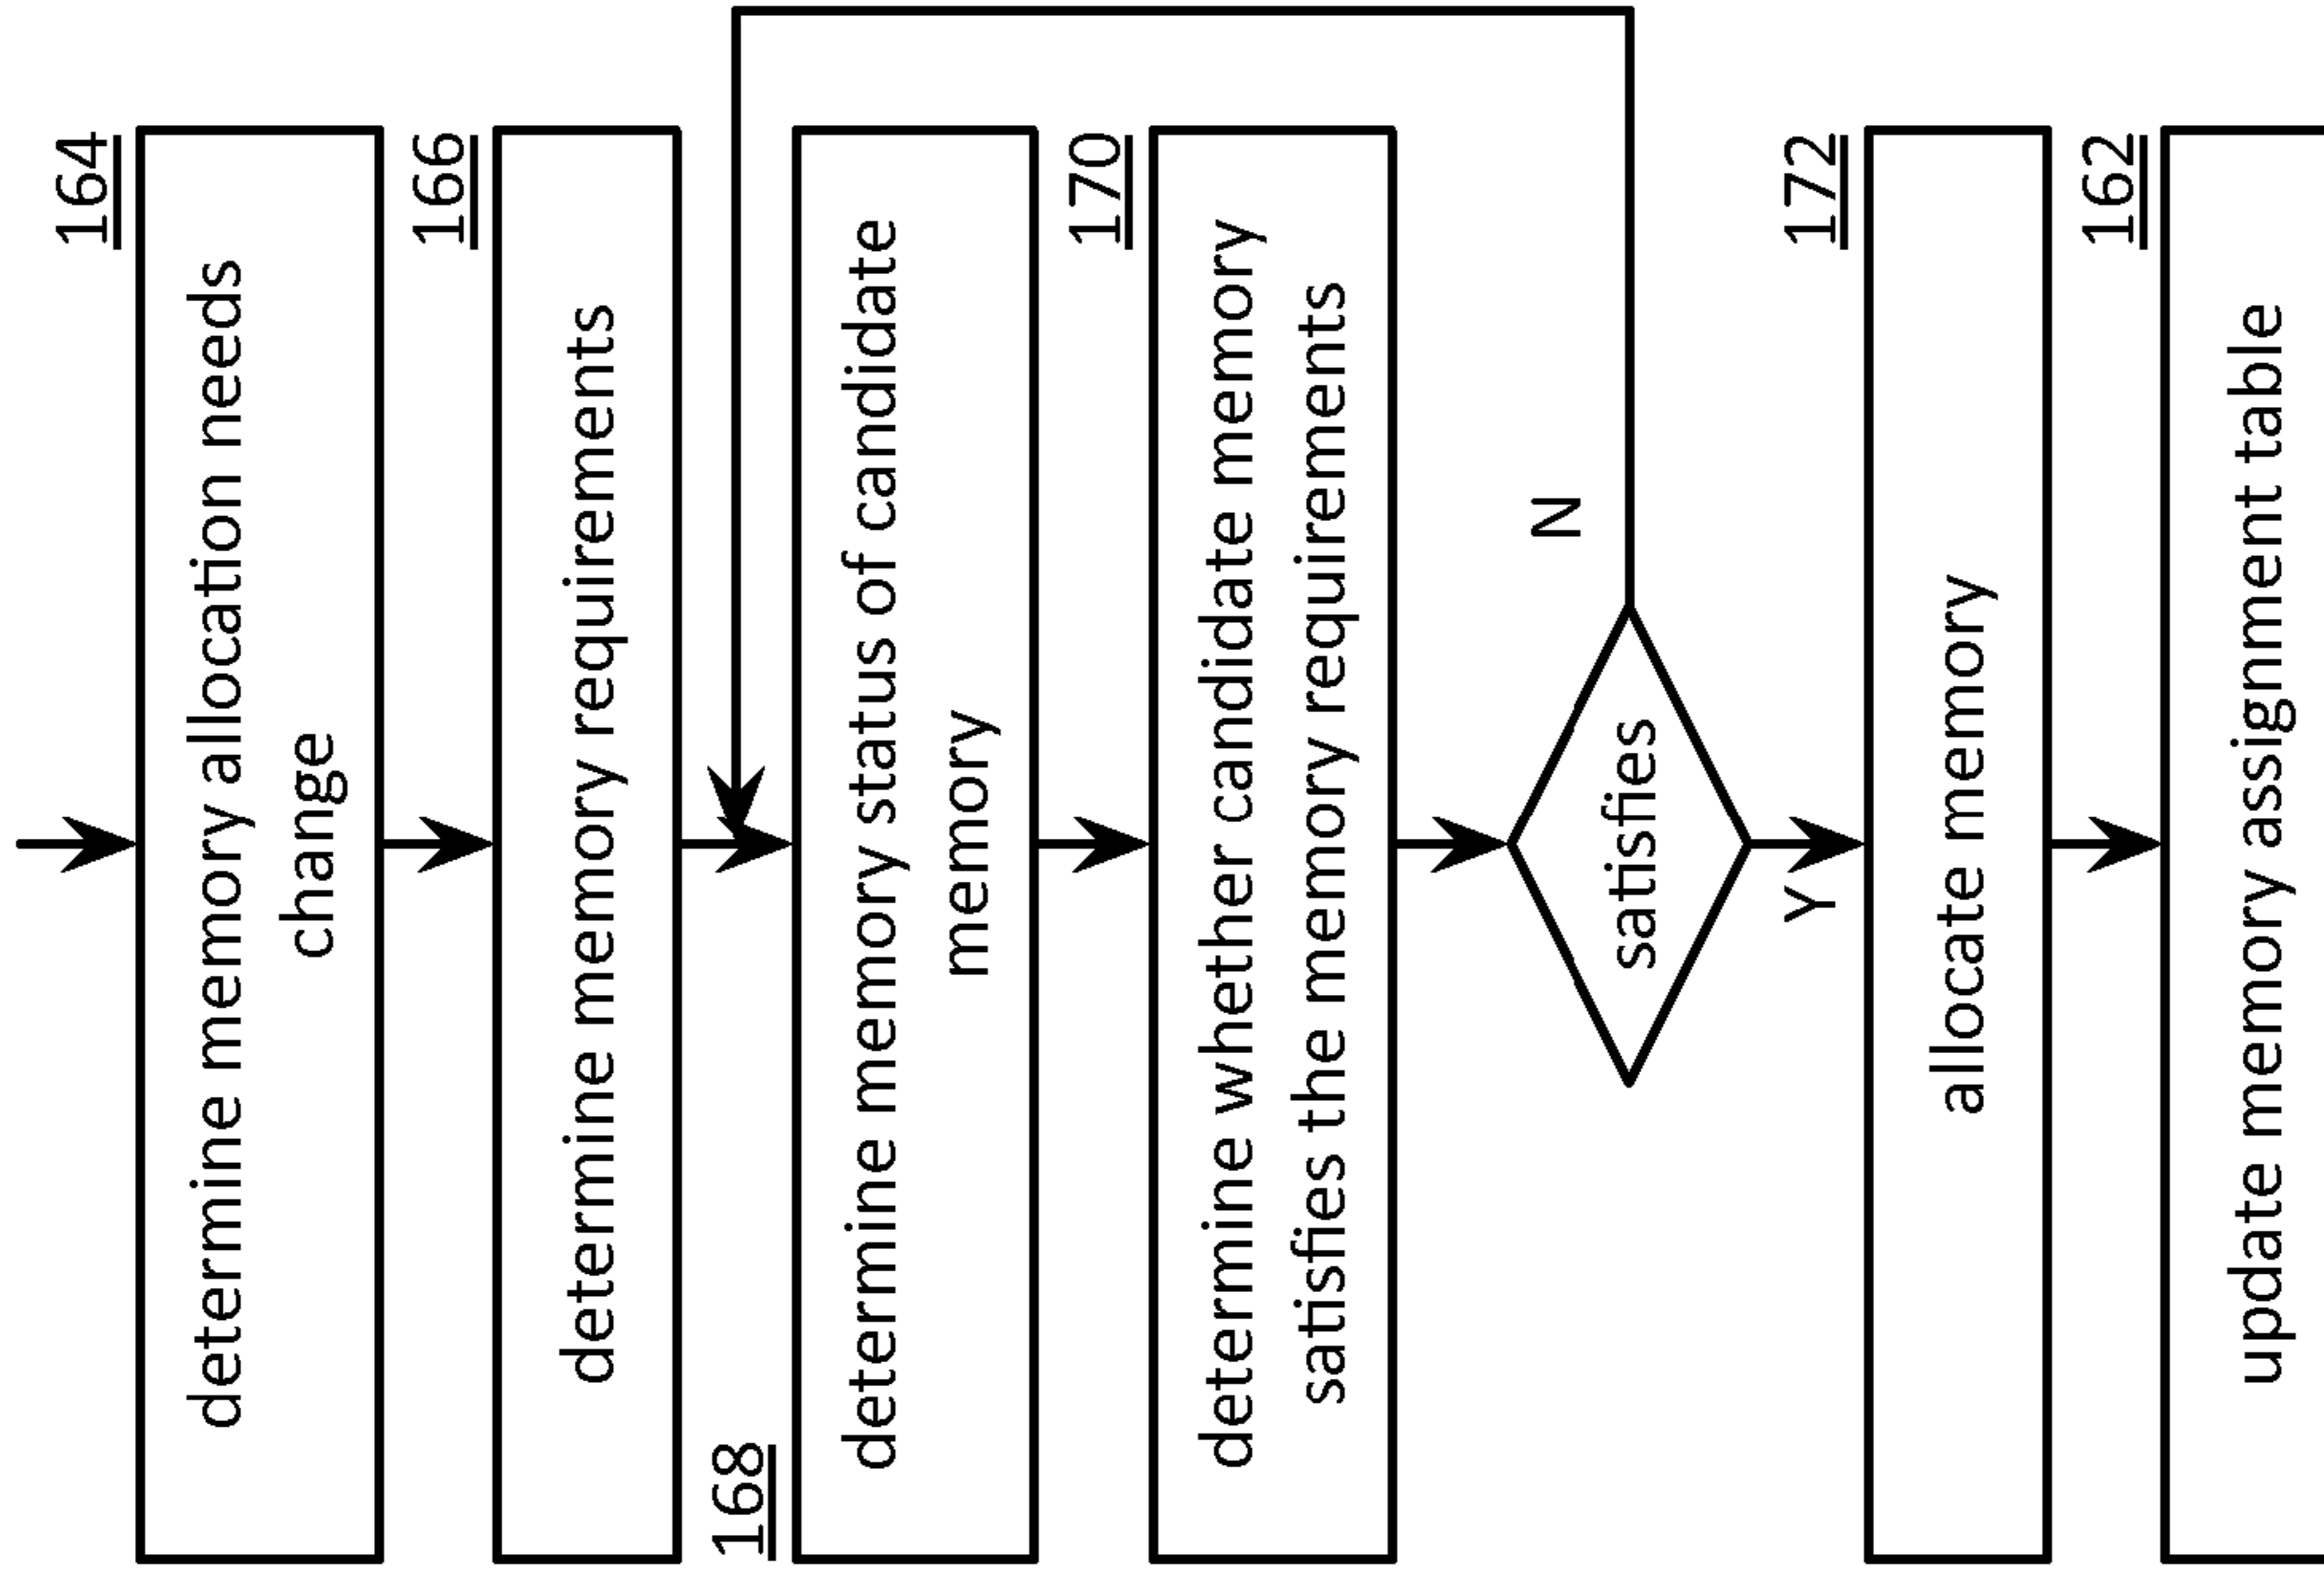 164
determine memory allocation needs
change
166
determine memory requirements
168
determine memory status of candidate
memory
170
determine whether candidate memory
satisfies the memory requirements
satisfies
N
Y
172
allocate memory
162
update memory assignment table